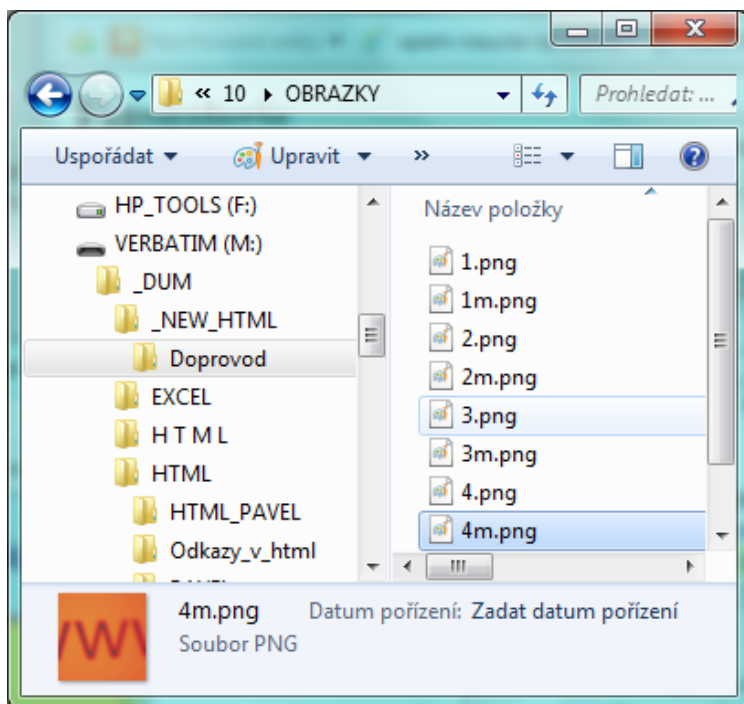 « 10 ▸ OBRAZKY
Prohledat: ...
Uspořádat
Upravit
»
HP_TOOLS (F:)
VERBATIM (M:)
_DUM
_NEW_HTML
Doprovod
EXCEL
H T M L
HTML
HTML_PAVEL
Odkazy_v_html
Název položky
1.png
1m.png
2.png
2m.png
3.png
3m.png
4.png
4m.png
4m.png
Datum pořízení: Zadat datum pořízení
Soubor PNG